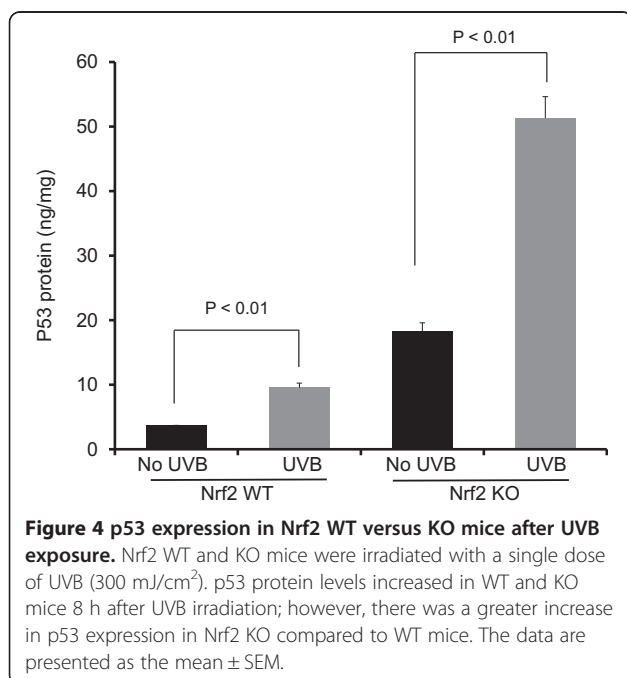 P < 0.01
60
50
40
30
20
10
0
P53 protein (ng/mg)
P < 0.01
No UVB UVB No UVB UVB
Nrf2 WT Nrf2 KO
Figure 4 p53 expression in Nrf2 WT versus KO mice after UVB
exposure. Nrf2 WT and KO mice were irradiated with a single dose
of UVB (300 mJ/cm²). p53 protein levels increased in WT and KO
mice 8 h after UVB irradiation; however, there was a greater increase
in p53 expression in Nrf2 KO compared to WT mice. The data are
presented as the mean ± SEM.